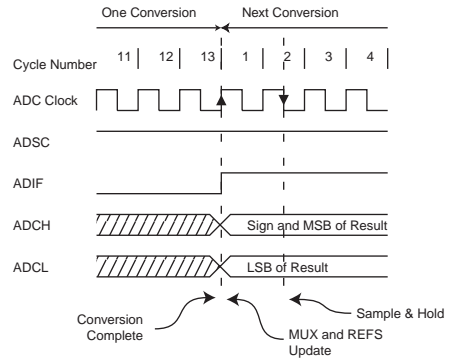 One Conversion Next Conversion
Cycle Number 11 12 13 1 2 3 4
ADC Clock
ADSC
ADIF
ADCH Sign and MSB of Result
ADCL LSB of Result
Sample & Hold
Conversion
Complete
MUX and REFS
Update